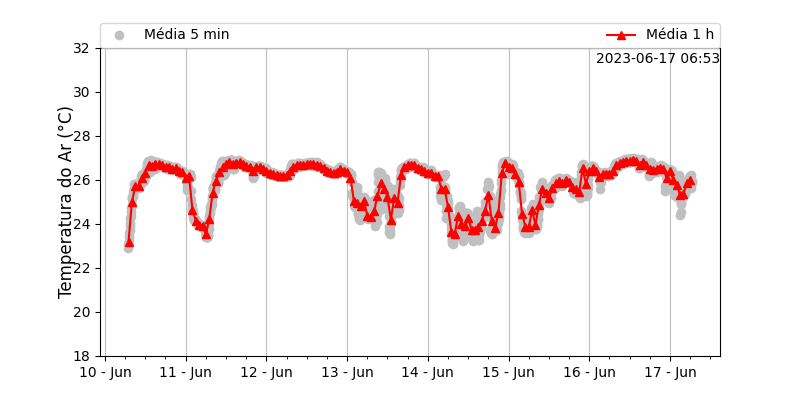 Média 5 min
Média 1 h
2023-06-17 06:53
Temperatura do Ar (°C)
32
30
28
26
24
22
20
18
10 - Jun
11 - Jun
12 - Jun
13 - Jun
14 - Jun
15 - Jun
16 - Jun
17 - Jun